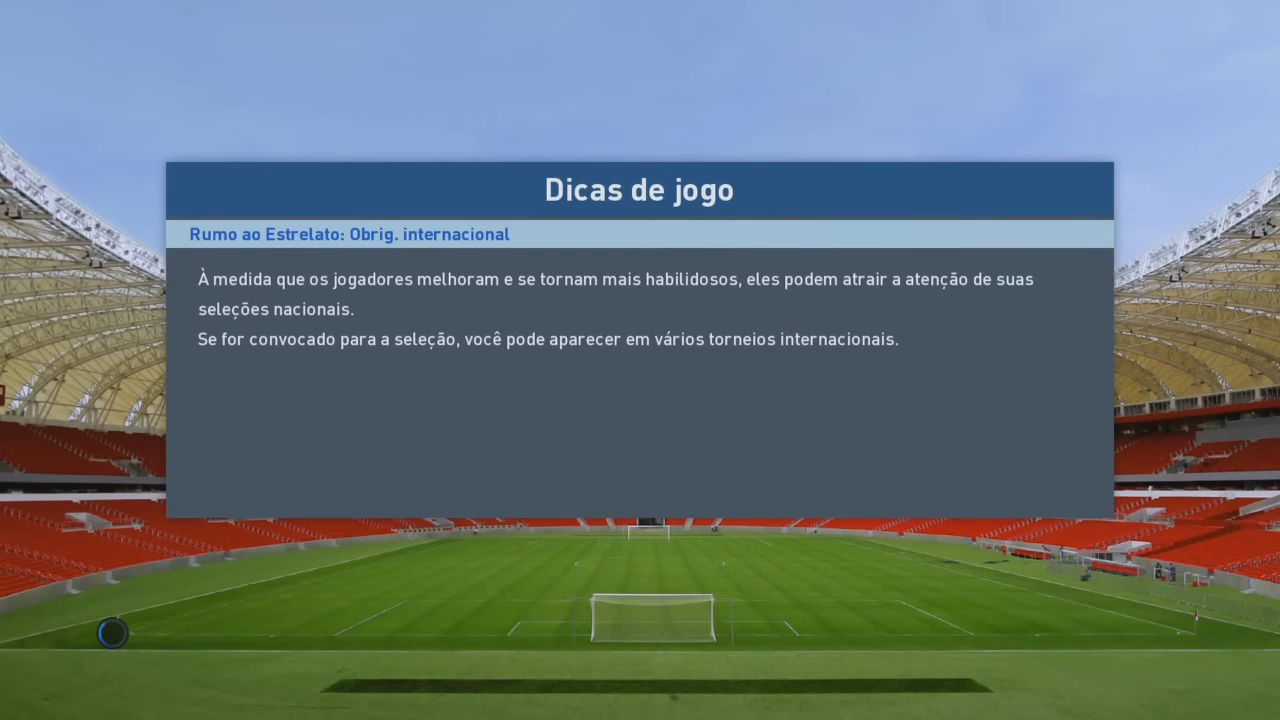 Dicas de jogo
Rumo ao Estrelato: Obrig. internacional
À medida que os jogadores melhoram e se tornam mais habilidosos, eles podem atrair a atenção de suas
seleções nacionais.
Se for convocado para a seleção, você pode aparecer em vários torneios internacionais.